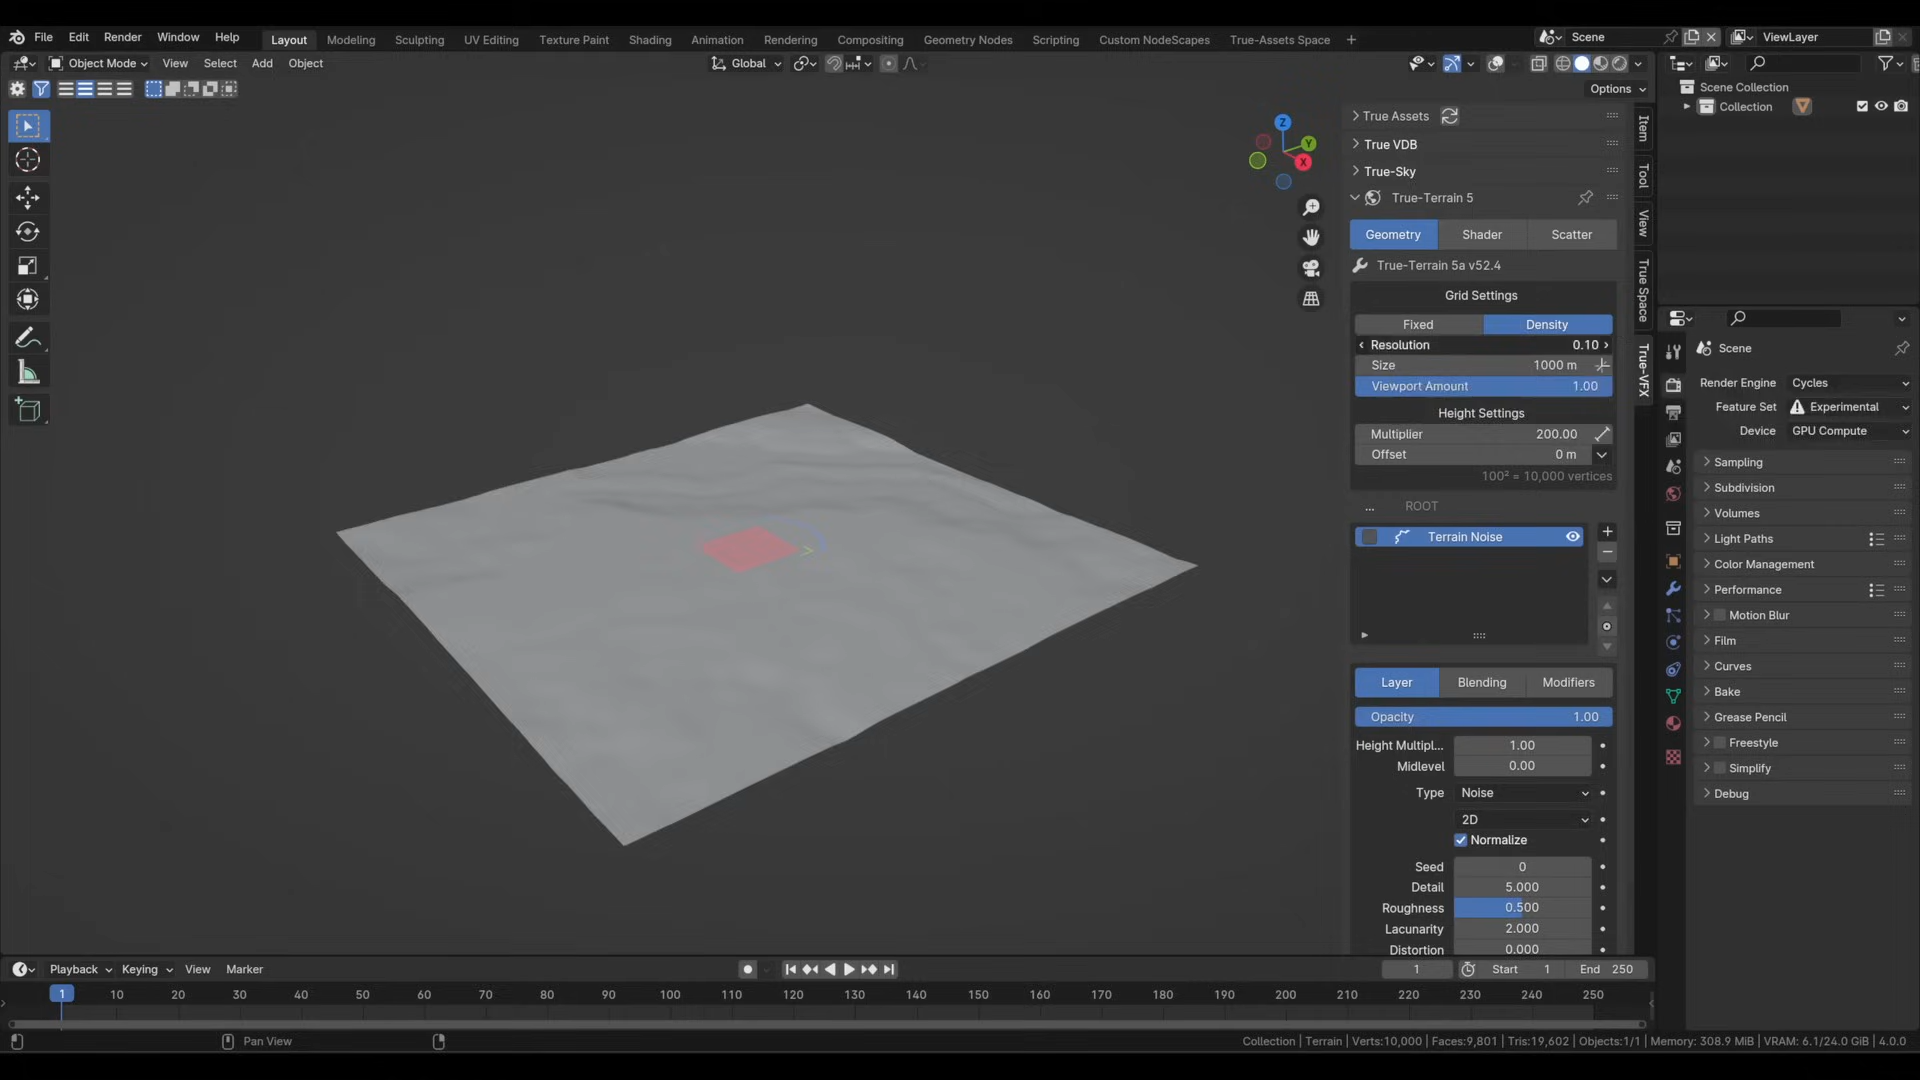 File Edit Render Window Help Layout Modeling Sculpting UV Editing Texture Paint Shading Animation Rendering Compositing Geometry Nodes Scripting Custom NodeScapes True-Assets Space + Scene ViewLayer
Object Mode View Select Add Object Global
Options
Scene Collection
Collection
Z
Y
X
True Assets
True VDB
True-Sky
True-Terrain 5
Geometry Shader Scatter
True-Terrain 5a v52.4
Grid Settings
Fixed Density
Resolution 0.10
Size 1000 m
Viewport Amount 1.00
Height Settings
Multiplier 200.00
Offset 0 m
100² = 10,000 vertices
... ROOT
Terrain Noise
Layer Blending Modifiers
Opacity 1.00
Height Multipl... 1.00
Midlevel 0.00
Type Noise
2D
Normalize
Seed 0
Detail 5.000
Roughness 0.500
Lacunarity 2.000
Distortion 0.000
Item
Tool
View
True Space
True-VFX
Scene
Render Engine Cycles
Feature Set Experimental
Device GPU Compute
Sampling
Subdivision
Volumes
Light Paths
Color Management
Performance
Motion Blur
Film
Curves
Bake
Grease Pencil
Freestyle
Simplify
Debug
Playback Keying View Marker 1 Start 1 End 250
1 10 20 30 40 50 60 70 80 90 100 110 120 130 140 150 160 170 180 190 200 210 220 230 240 250
Pan View Collection | Terrain | Verts:10,000 | Faces:9,801 | Tris:19,602 | Objects:1/1 | Memory: 308.9 MiB | VRAM: 6.1/24.0 GiB | 4.0.0